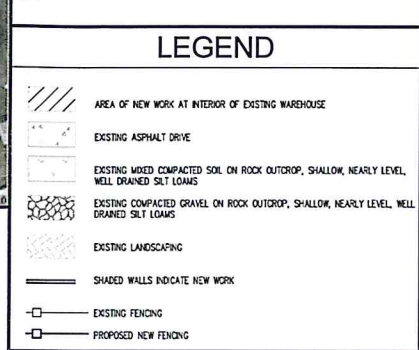 LEGEND
AREA OF NEW WORK AT INTERIOR OF EXISTING WAREHOUSE
EXISTING ASPHALT DRIVE
EXISTING MIXED COMPACTED SOIL ON ROCK OUTCROP, SHALLOW, NEARLY LEVEL,
WELL DRAINED SILT LOAMS
EXISTING COMPACTED GRAVEL ON ROCK OUTCROP, SHALLOW, NEARLY LEVEL, WELL
DRAINED SILT LOAMS
EXISTING LANDSCAPING
SHADED WALLS INDICATE NEW WORK
EXISTING FENCING
PROPOSED NEW FENCING